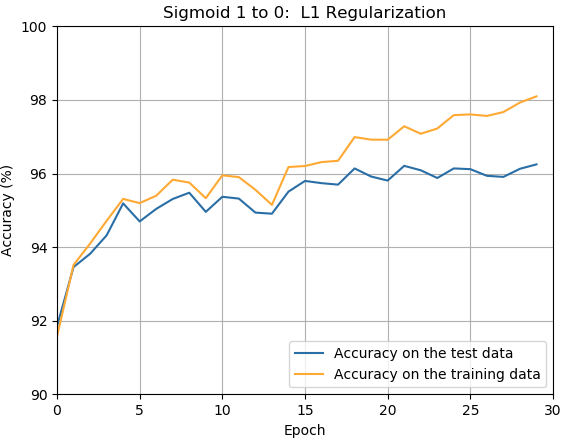 Sigmoid 1 to 0:  L1 Regularization
100
98
96
94
92
90
Accuracy (%)
0 5 10 15 20 25 30
Epoch
Accuracy on the test data
Accuracy on the training data